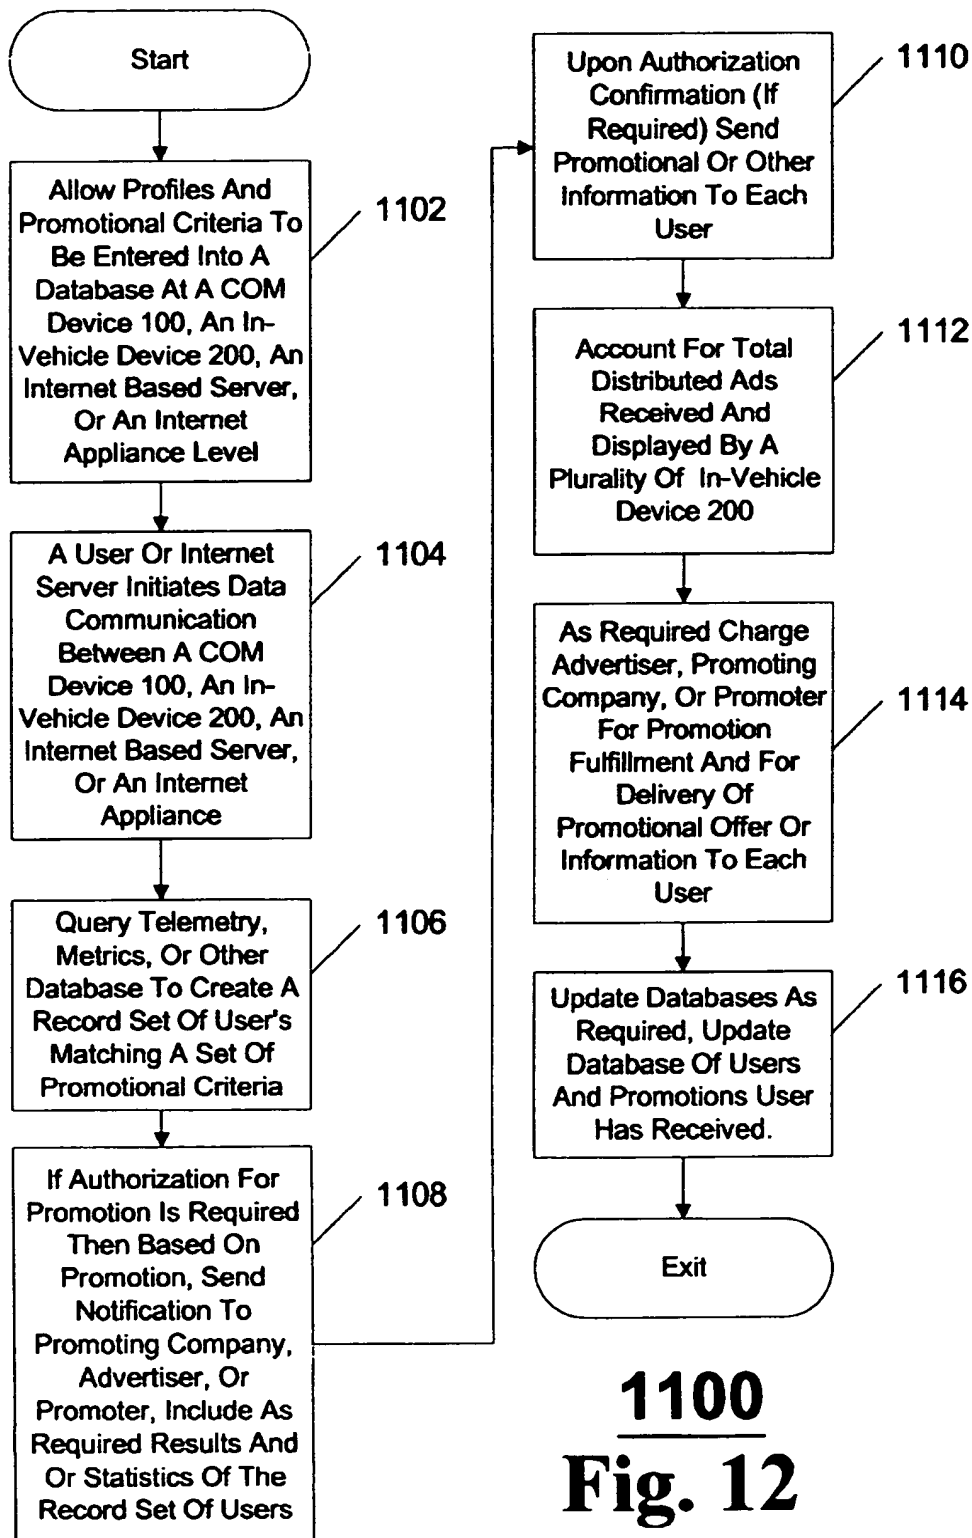 Start
Allow Profiles And
Promotional Criteria To
Be Entered Into A
Database At A COM
Device 100, An In-
Vehicle Device 200, An
Internet Based Server,
Or An Internet
Appliance Level
1102
A User Or Internet
Server Initiates Data
Communication
Between A COM
Device 100, An In-
Vehicle Device 200, An
Internet Based Server,
Or An Internet
Appliance
1104
Query Telemetry,
Metrics, Or Other
Database To Create A
Record Set Of User's
Matching A Set Of
Promotional Criteria
1106
If Authorization For
Promotion Is Required
Then Based On
Promotion, Send
Notification To
Promoting Company,
Advertiser, Or
Promoter, Include As
Required Results And
Or Statistics Of The
Record Set Of Users
1108
Upon Authorization
Confirmation (If
Required) Send
Promotional Or Other
Information To Each
User
1110
Account For Total
Distributed Ads
Received And
Displayed By A
Plurality Of In-Vehicle
Device 200
1112
As Required Charge
Advertiser, Promoting
Company, Or Promoter
For Promotion
Fulfillment And For
Delivery Of
Promotional Offer Or
Information To Each
User
1114
Update Databases As
Required, Update
Database Of Users
And Promotions User
Has Received.
1116
Exit
1100
Fig. 12